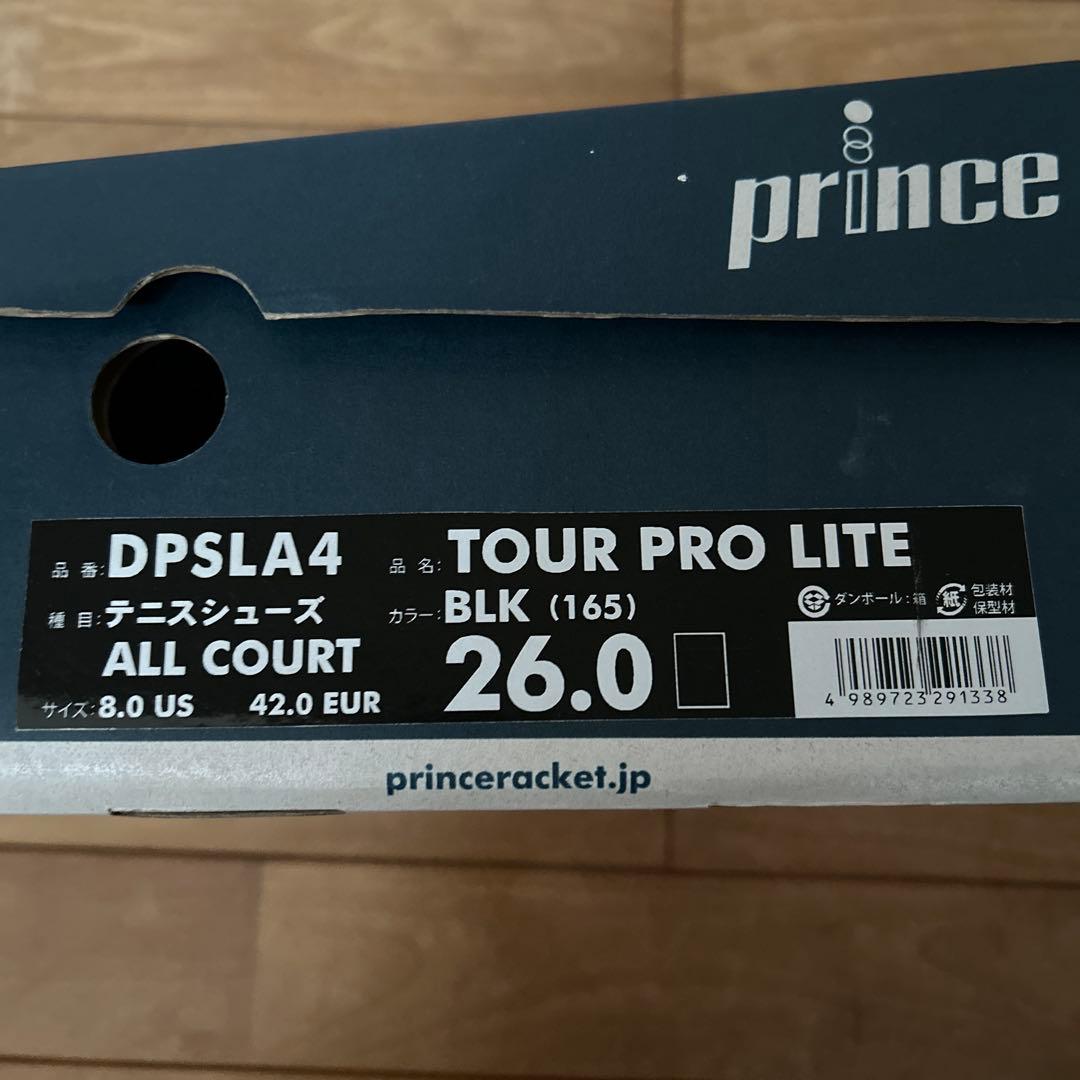 prince
品番:DPSLA4 品名:TOUR PRO LITE
種目:テニスシューズ カラー:BLK (165) ダンボール:箱 紙 包装材
保型材
ALL COURT
サイズ:8.0 US 42.0 EUR 26.0
4 989723 291338
princeracket.jp